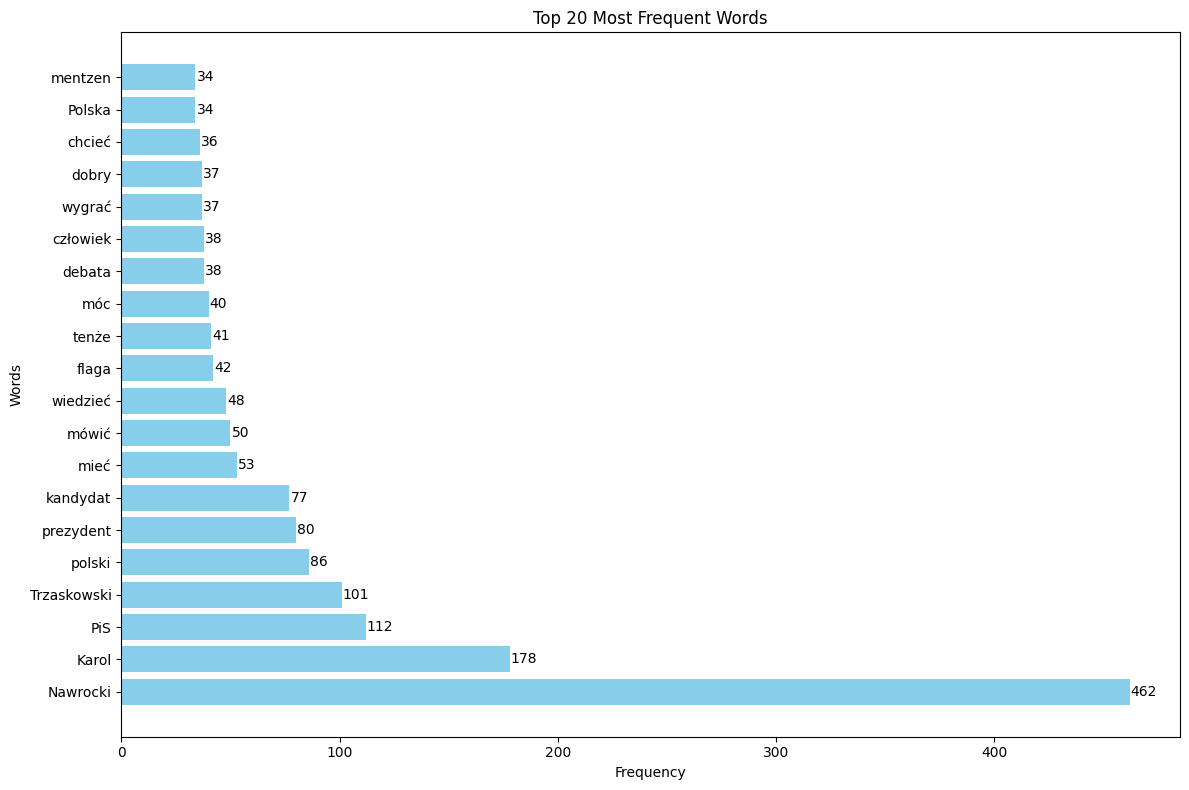 Top 20 Most Frequent Words
Words
mentzen 34
Polska 34
chcieć 36
dobry 37
wygrać 37
człowiek 38
debata 38
móc 40
tenże 41
flaga 42
wiedzieć 48
mówić 50
mieć 53
kandydat 77
prezydent 80
polski 86
Trzaskowski 101
PiS 112
Karol 178
Nawrocki 462
0 100 200 300 400
Frequency